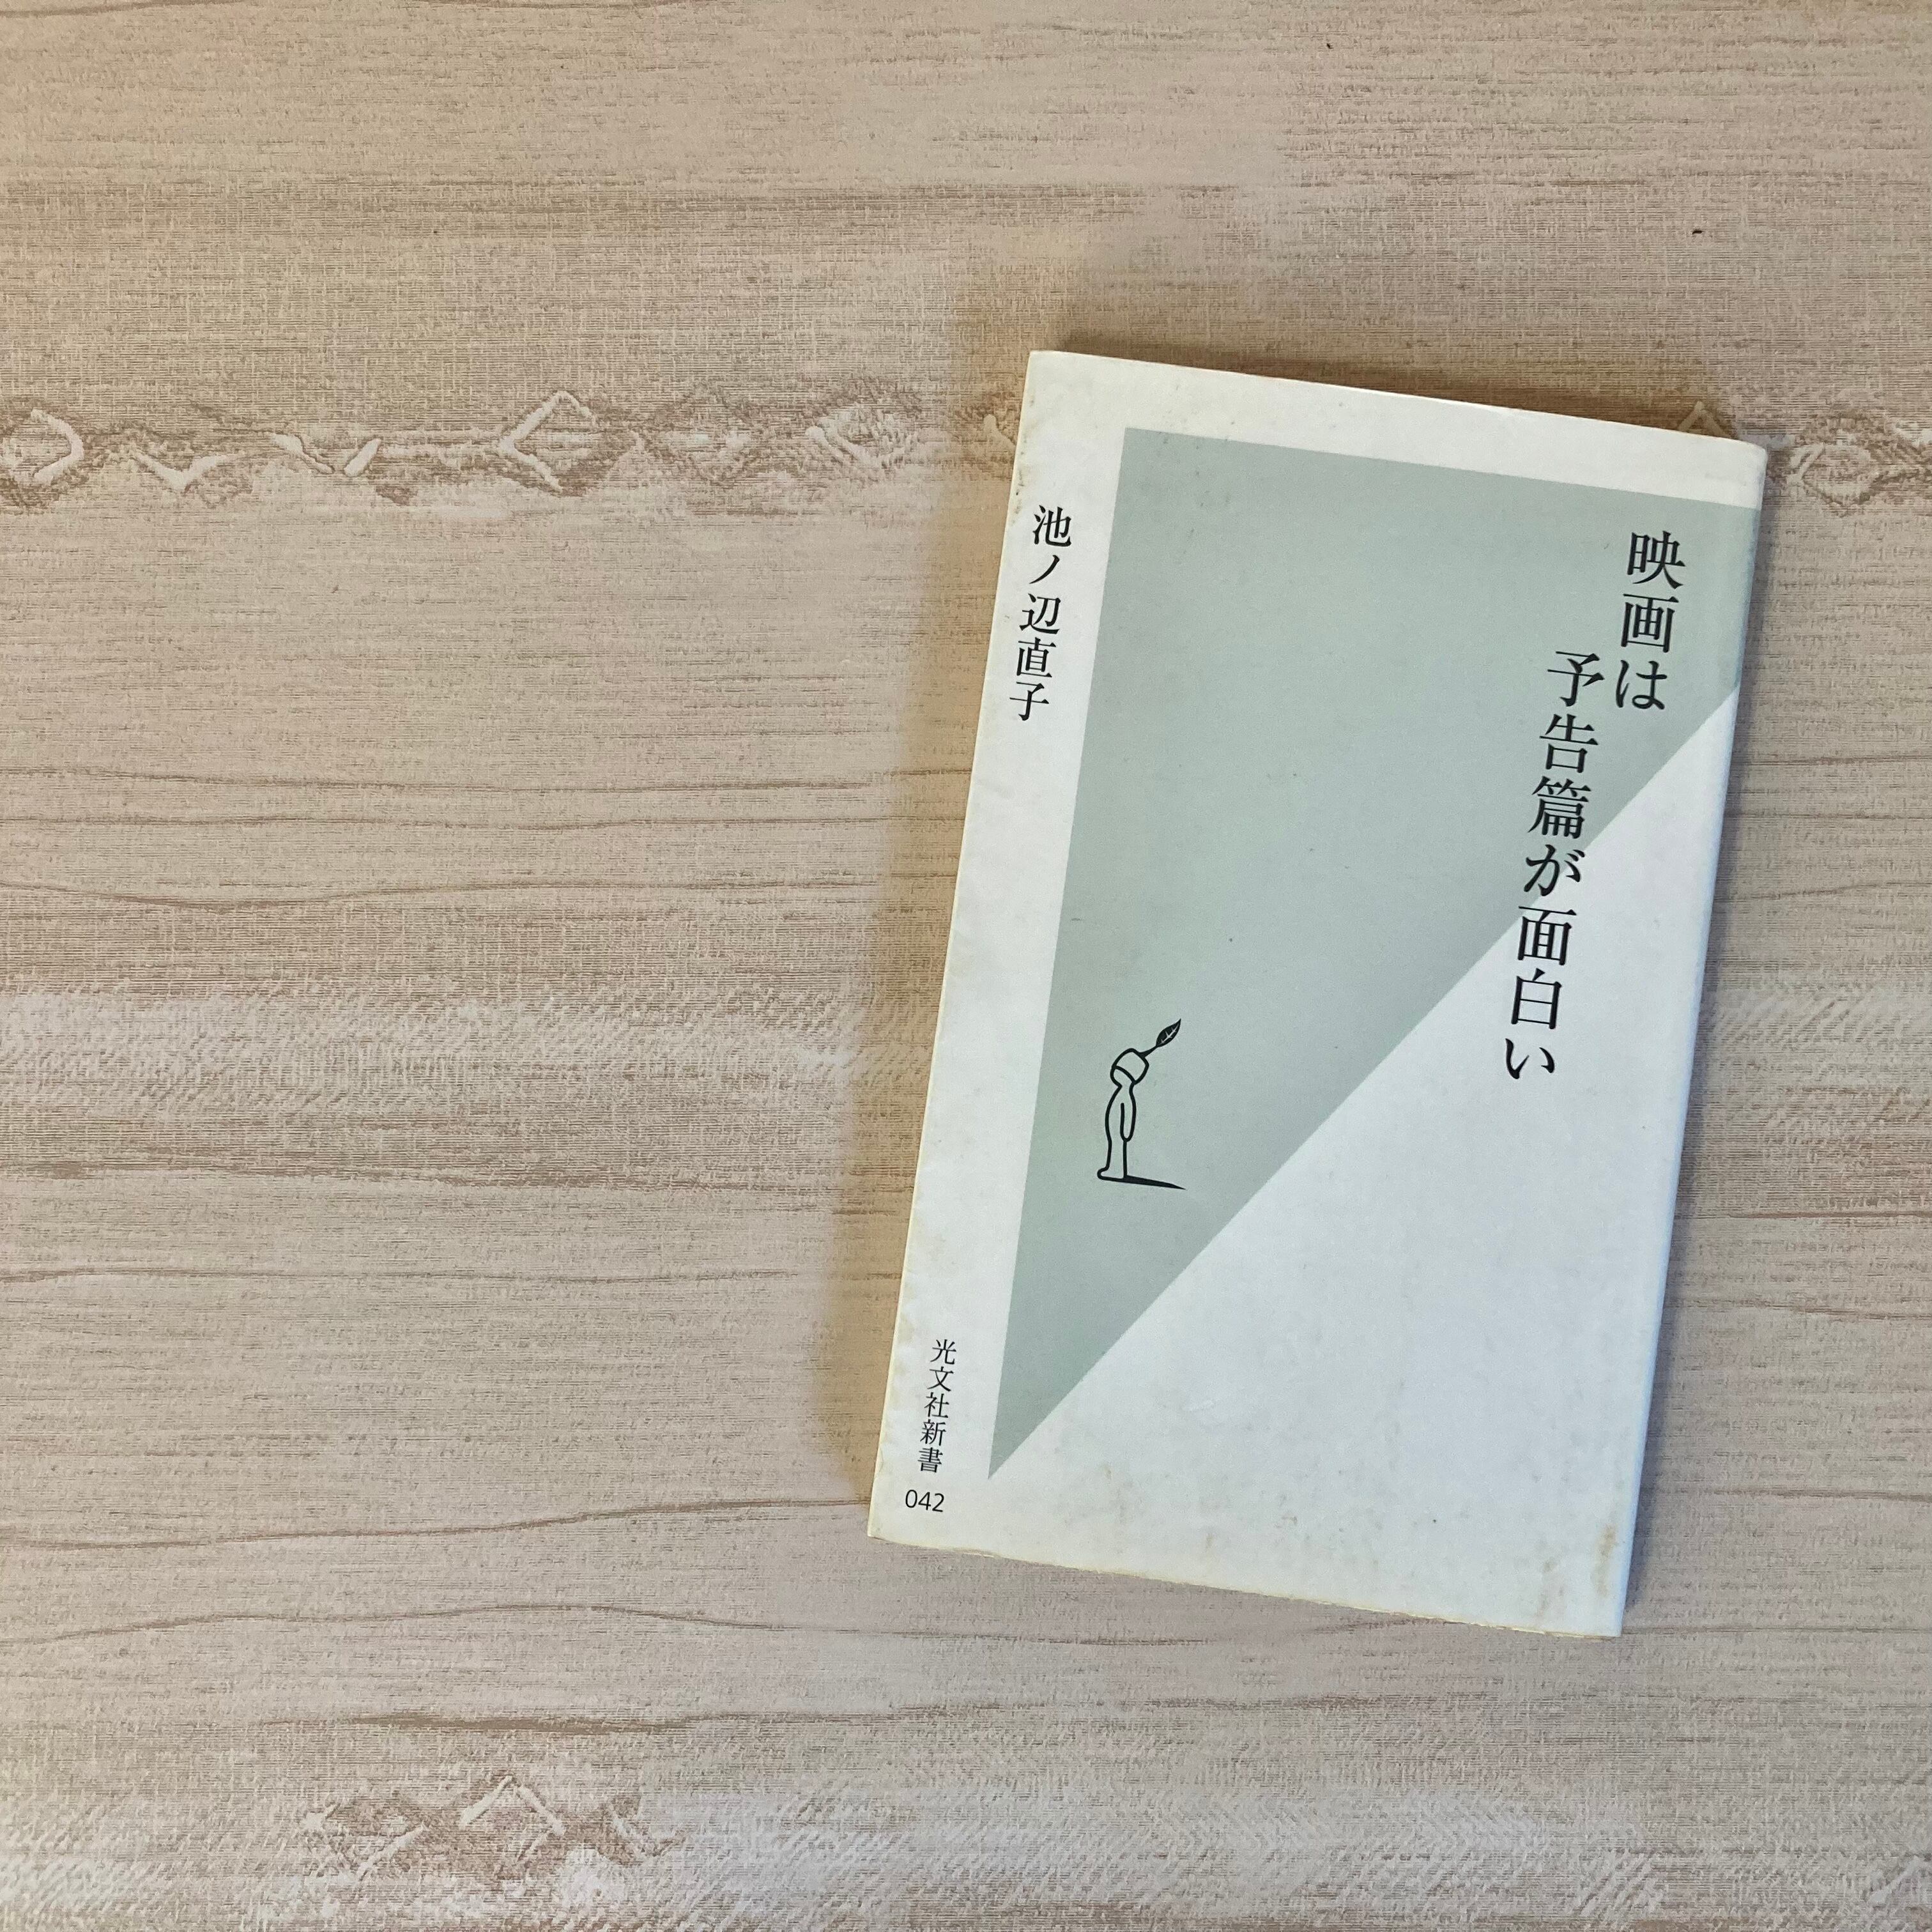 映画は
予告篇が面白い
池ノ辺直子
光文社新書
042